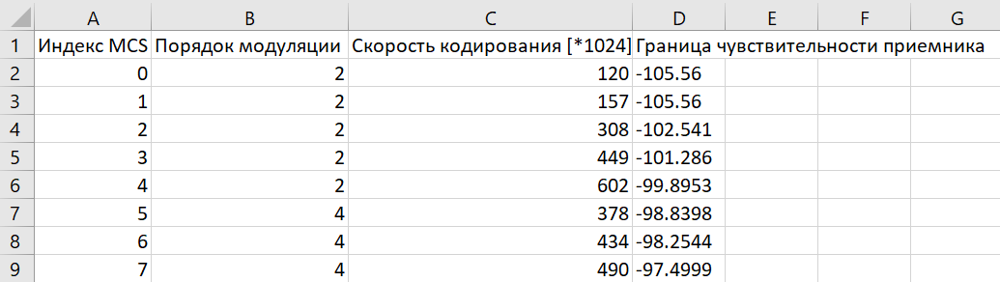 A B C D E F G
1 Индекс MCS Порядок модуляции Скорость кодирования [*1024] Граница чувствительности приемника
2 0 2 120 -105.56
3 1 2 157 -105.56
4 2 2 308 -102.541
5 3 2 449 -101.286
6 4 2 602 -99.8953
7 5 4 378 -98.8398
8 6 4 434 -98.2544
9 7 4 490 -97.4999